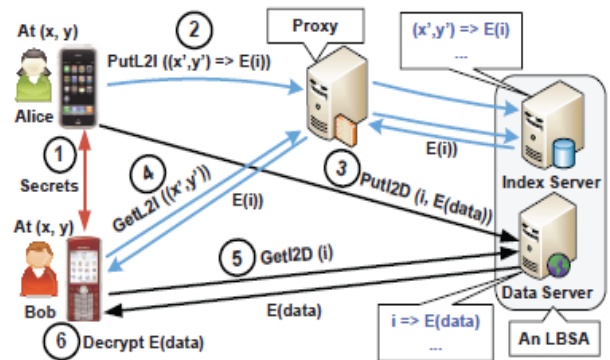 At (x, y)
Alice
2
PutL2I ((x',y') => E(i))
Proxy
(x',y') => E(i)
...
1
Secrets
4
GetL2I ((x',y'))
E(i))
3
PutI2D (i, E(data))
E(i))
Index Server
At (x, y)
Bob
5
GetI2D (i)
E(data)
Data Server
6
Decrypt E(data)
i => E(data)
...
An LBSA